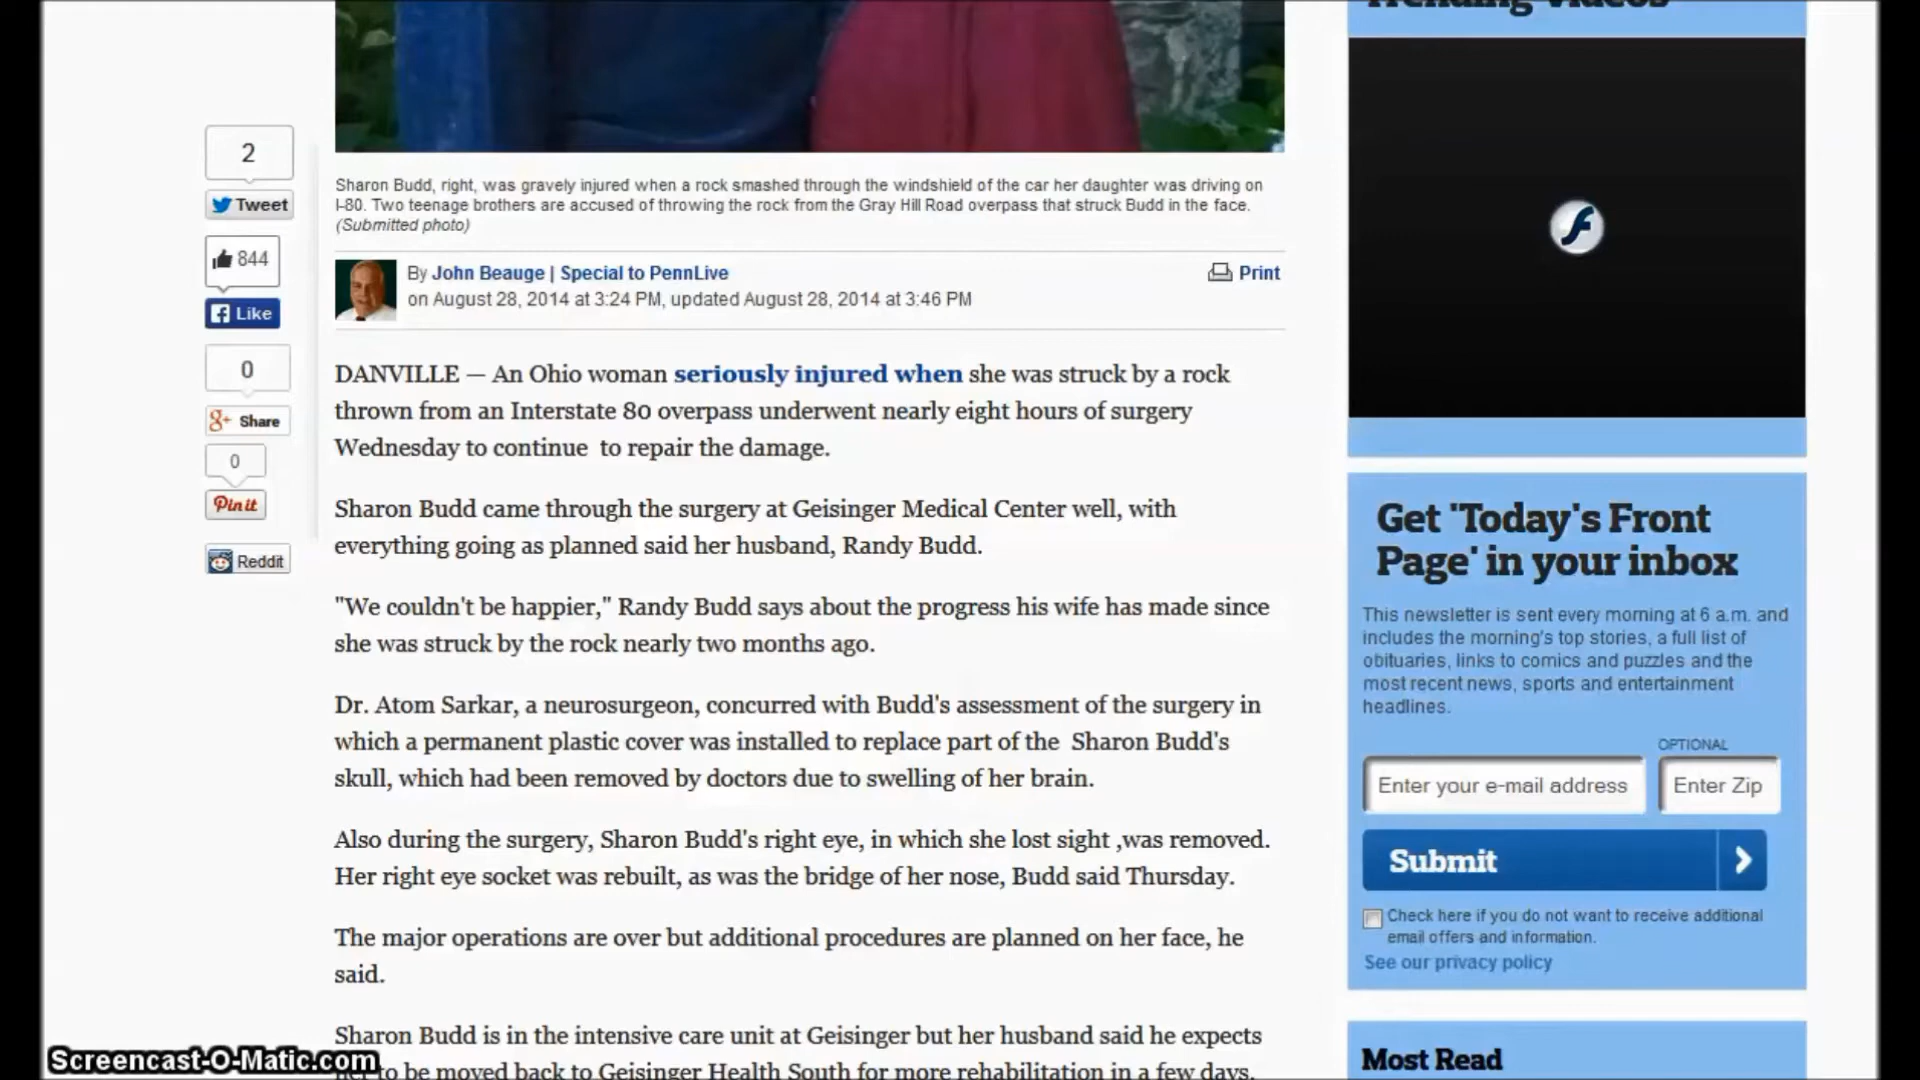 Trending Videos
2
Tweet
844
Like
0
Share
0
Pin it
Reddit
Sharon Budd, right, was gravely injured when a rock smashed through the windshield of the car her daughter was driving on
I-80. Two teenage brothers are accused of throwing the rock from the Gray Hill Road overpass that struck Budd in the face.
(Submitted photo)
By John Beauge | Special to PennLive
Print
on August 28, 2014 at 3:24 PM, updated August 28, 2014 at 3:46 PM
DANVILLE — An Ohio woman seriously injured when she was struck by a rock
thrown from an Interstate 80 overpass underwent nearly eight hours of surgery
Wednesday to continue  to repair the damage.
Sharon Budd came through the surgery at Geisinger Medical Center well, with
everything going as planned said her husband, Randy Budd.
"We couldn't be happier," Randy Budd says about the progress his wife has made since
she was struck by the rock nearly two months ago.
Dr. Atom Sarkar, a neurosurgeon, concurred with Budd's assessment of the surgery in
which a permanent plastic cover was installed to replace part of the  Sharon Budd's
skull, which had been removed by doctors due to swelling of her brain.
Also during the surgery, Sharon Budd's right eye, in which she lost sight ,was removed.
Her right eye socket was rebuilt, as was the bridge of her nose, Budd said Thursday.
The major operations are over but additional procedures are planned on her face, he
said.
Sharon Budd is in the intensive care unit at Geisinger but her husband said he expects
her to be moved back to Geisinger Health South for more rehabilitation in a few days.
Get 'Today's Front
Page' in your inbox
This newsletter is sent every morning at 6 a.m. and
includes the morning's top stories, a full list of
obituaries, links to comics and puzzles and the
most recent news, sports and entertainment
headlines.
OPTIONAL
Enter your e-mail address
Enter Zip
Submit
Check here if you do not want to receive additional
email offers and information.
See our privacy policy
Most Read
Screencast-O-Matic.com